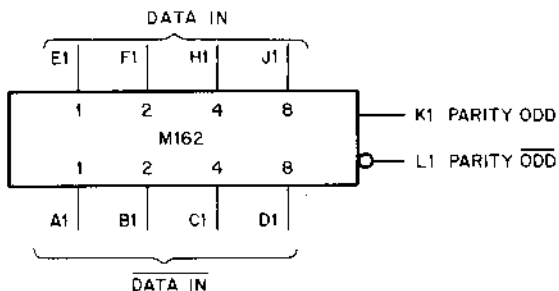 DATA IN
E1 F1 H1 J1
1 2 4 8
K1 PARITY ODD
M162
L1 PARITY ODD
1 2 4 8
A1 B1 C1 D1
DATA IN